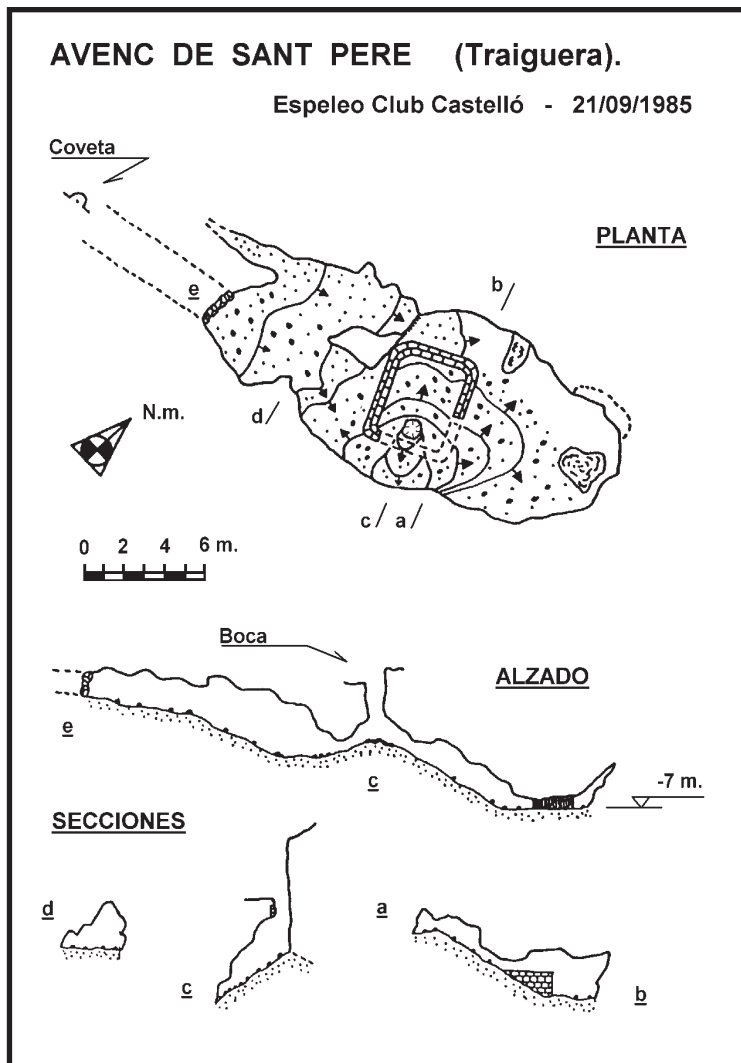 AVENC DE SANT PERE (Traiguera).
Espeleo Club Castelló - 21/09/1985
Coveta
PLANTA
b
e
d
N.m.
c a
0 2 4 6 m.
Boca
ALZADO
e
c
-7 m.
SECCIONES
d
a
c
b